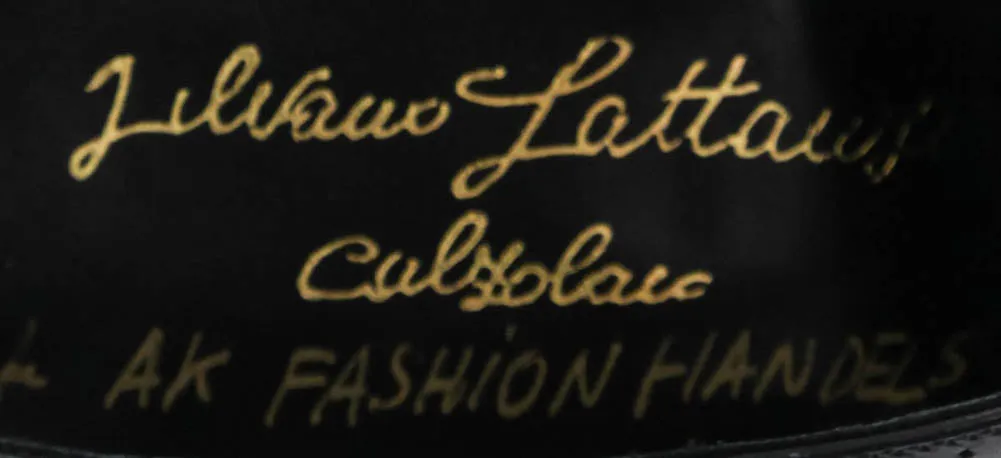 Silvano Lattanzi
Calzolaio
AK FASHION HANDELS